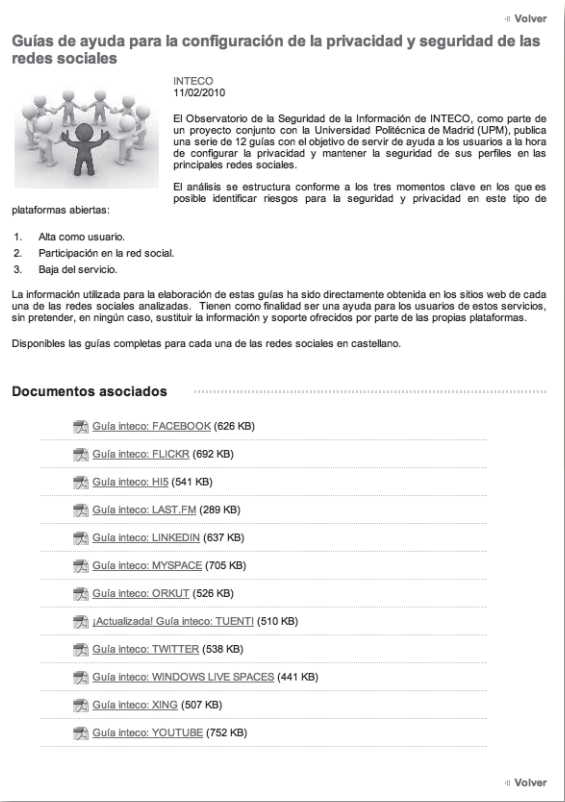 Volver
Guías de ayuda para la configuración de la privacidad y seguridad de las
redes sociales
INTECO
11/02/2010
El Observatorio de la Seguridad de la Información de INTECO, como parte de
un proyecto conjunto con la Universidad Politécnica de Madrid (UPM), publica
una serie de 12 guías con el objetivo de servir de ayuda a los usuarios a la hora
de configurar la privacidad y mantener la seguridad de sus perfiles en las
principales redes sociales.
El análisis se estructura conforme a los tres momentos clave en los que es
posible identificar riesgos para la seguridad y privacidad en este tipo de
plataformas abiertas:
1. Alta como usuario.
2. Participación en la red social.
3. Baja del servicio.
La información utilizada para la elaboración de estas guías ha sido directamente obtenida en los sitios web de cada
una de las redes sociales analizadas. Tienen como finalidad ser una ayuda para los usuarios de estos servicios,
sin pretender, en ningún caso, sustituir la información y soporte ofrecidos por parte de las propias plataformas.
Disponibles las guías completas para cada una de las redes sociales en castellano.
Documentos asociados
Guía inteco: FACEBOOK (626 KB)
Guía inteco: FLICKR (692 KB)
Guía inteco: HI5 (541 KB)
Guía inteco: LAST.FM (289 KB)
Guía inteco: LINKEDIN (637 KB)
Guía inteco: MYSPACE (705 KB)
Guía inteco: ORKUT (526 KB)
¡Actualizada! Guía inteco: TUENTI (510 KB)
Guía inteco: TWITTER (538 KB)
Guía inteco: WINDOWS LIVE SPACES (441 KB)
Guía inteco: XING (507 KB)
Guía inteco: YOUTUBE (752 KB)
Volver